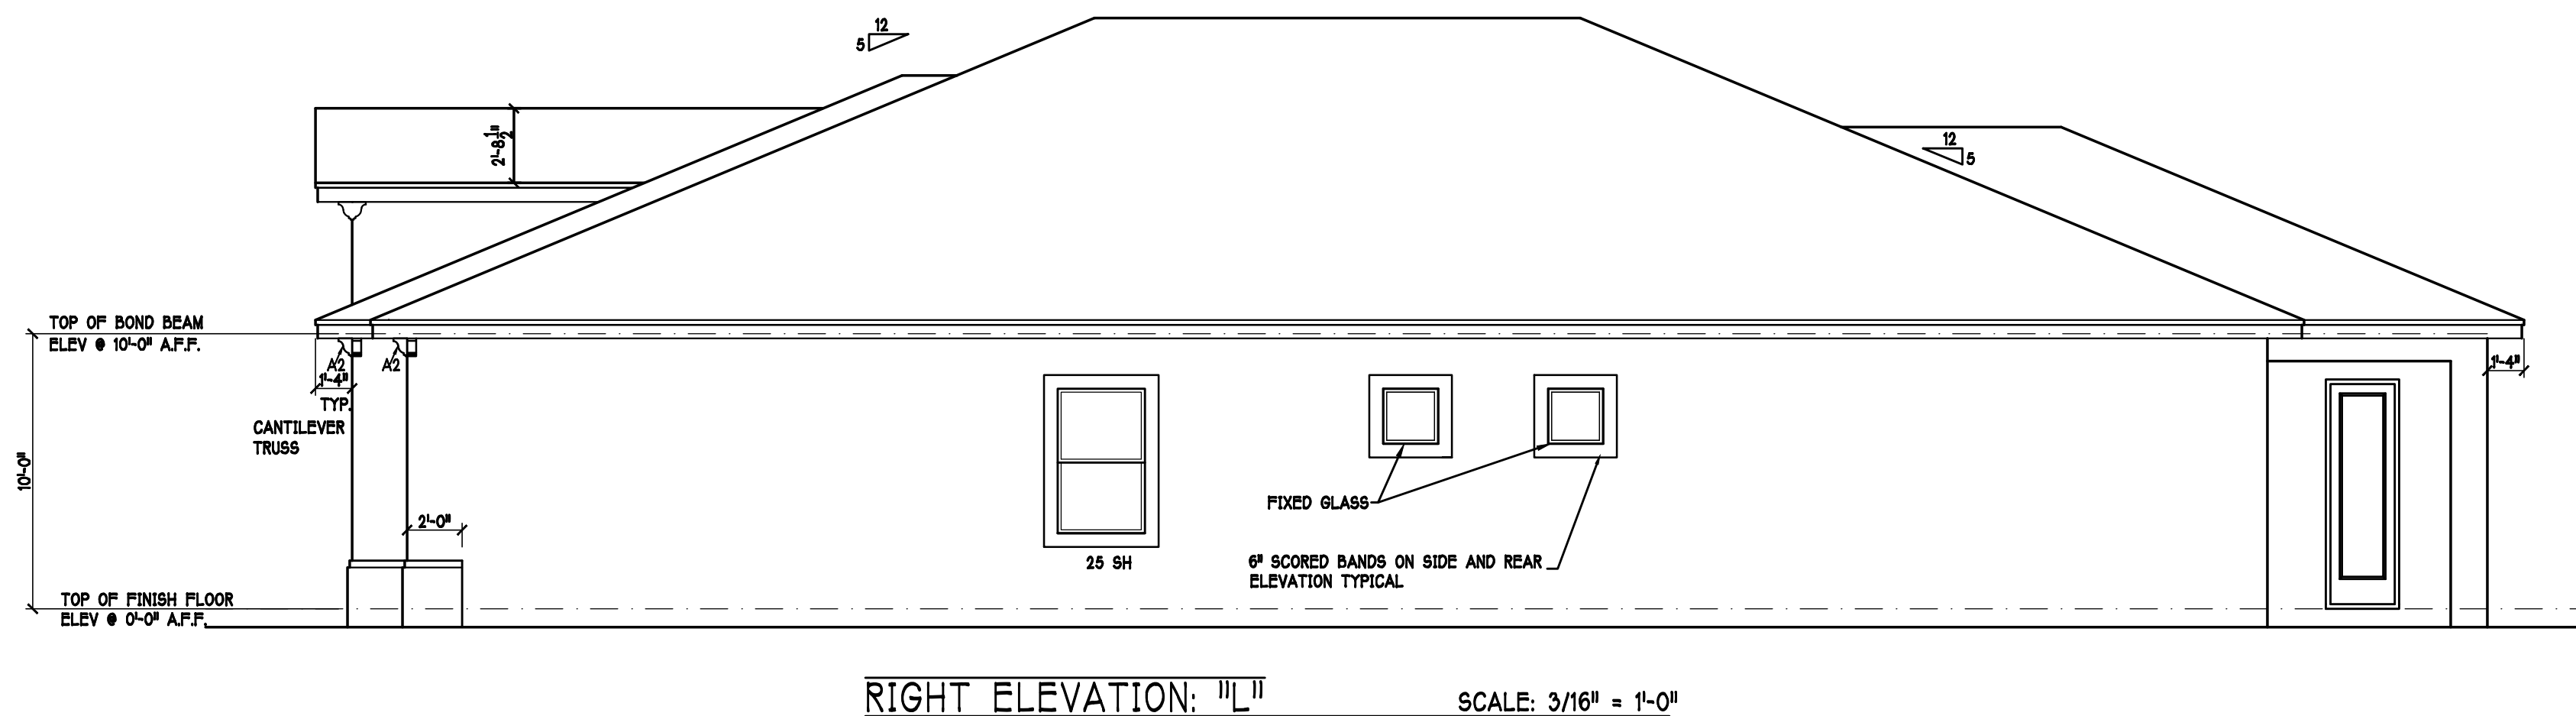 12
5
2'-8 1/2"
12
5
TOP OF BOND BEAM
ELEV @ 10'-0" A.F.F.
A2
A2
1'-4"
TYP.
1'-4"
CANTILEVER
TRUSS
10'-0"
2'-0"
FIXED GLASS
25 SH
6" SCORED BANDS ON SIDE AND REAR
ELEVATION TYPICAL
TOP OF FINISH FLOOR
ELEV @ 0'-0" A.F.F.
RIGHT ELEVATION: "L"
SCALE: 3/16" = 1'-0"